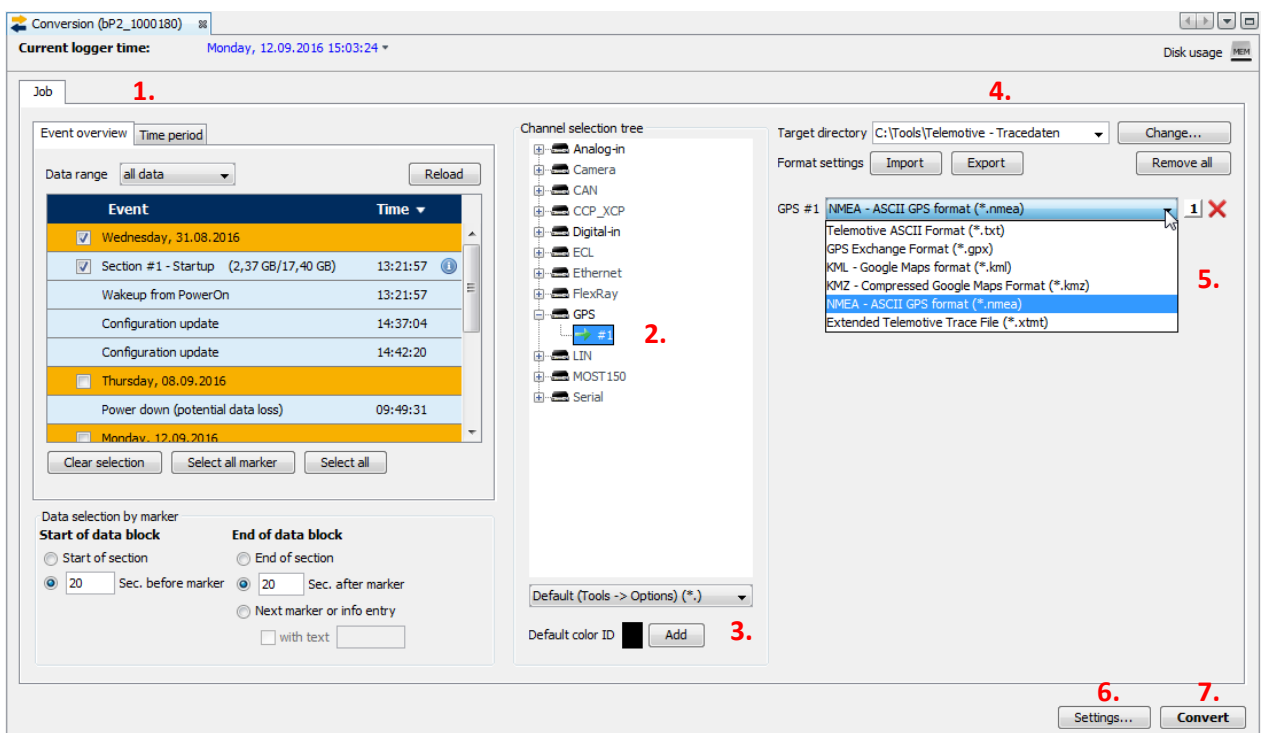 Conversion (bP2_1000180)
Current logger time: Monday, 12.09.2016 15:03:24
Disk usage MEM
Job
1.
4.
Event overview Time period
Data range all data Reload
Event Time
Wednesday, 31.08.2016
Section #1 - Startup (2,37 GB/17,40 GB) 13:21:57
Wakeup from PowerOn 13:21:57
Configuration update 14:37:04
Configuration update 14:42:20
Thursday, 08.09.2016
Power down (potential data loss) 09:49:31
Monday, 12.09.2016
Clear selection Select all marker Select all
Data selection by marker
Start of data block End of data block
Start of section End of section
20 Sec. before marker 20 Sec. after marker
Next marker or info entry
with text
Channel selection tree
Analog-in
Camera
CAN
CCP_XCP
Digital-in
ECL
Ethernet
FlexRay
GPS
#1
2.
LIN
MOST150
Serial
Default (Tools -> Options) (*.)
Default color ID Add
3.
Target directory C:\Tools\Telemotive - Tracedaten Change...
Format settings Import Export Remove all
GPS #1 NMEA - ASCII GPS format (*.nmea) 1
Telemotive ASCII Format (*.txt)
GPS Exchange Format (*.gpx)
KML - Google Maps format (*.kml)
KMZ - Compressed Google Maps Format (*.kmz)
NMEA - ASCII GPS format (*.nmea)
Extended Telemotive Trace File (*.xtmt)
5.
6.
7.
Settings... Convert